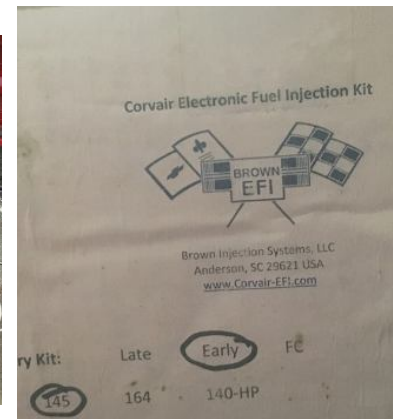 Corvair Electronic Fuel Injection Kit
BROWN
EFI
Brown Injection Systems, LLC
Anderson, SC 29621 USA
www.Corvair-EFI.com
ry Kit: Late Early FC
145 164 140-HP